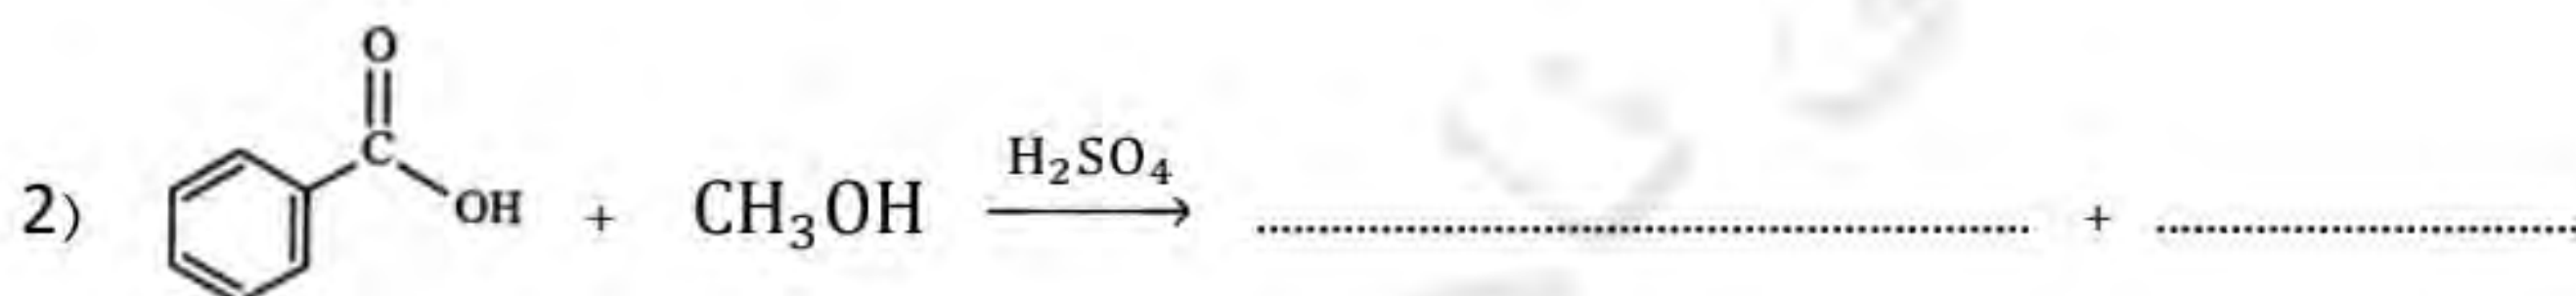 O
C
OH
2) + CH₃OH H₂SO₄ → ........................ + ................